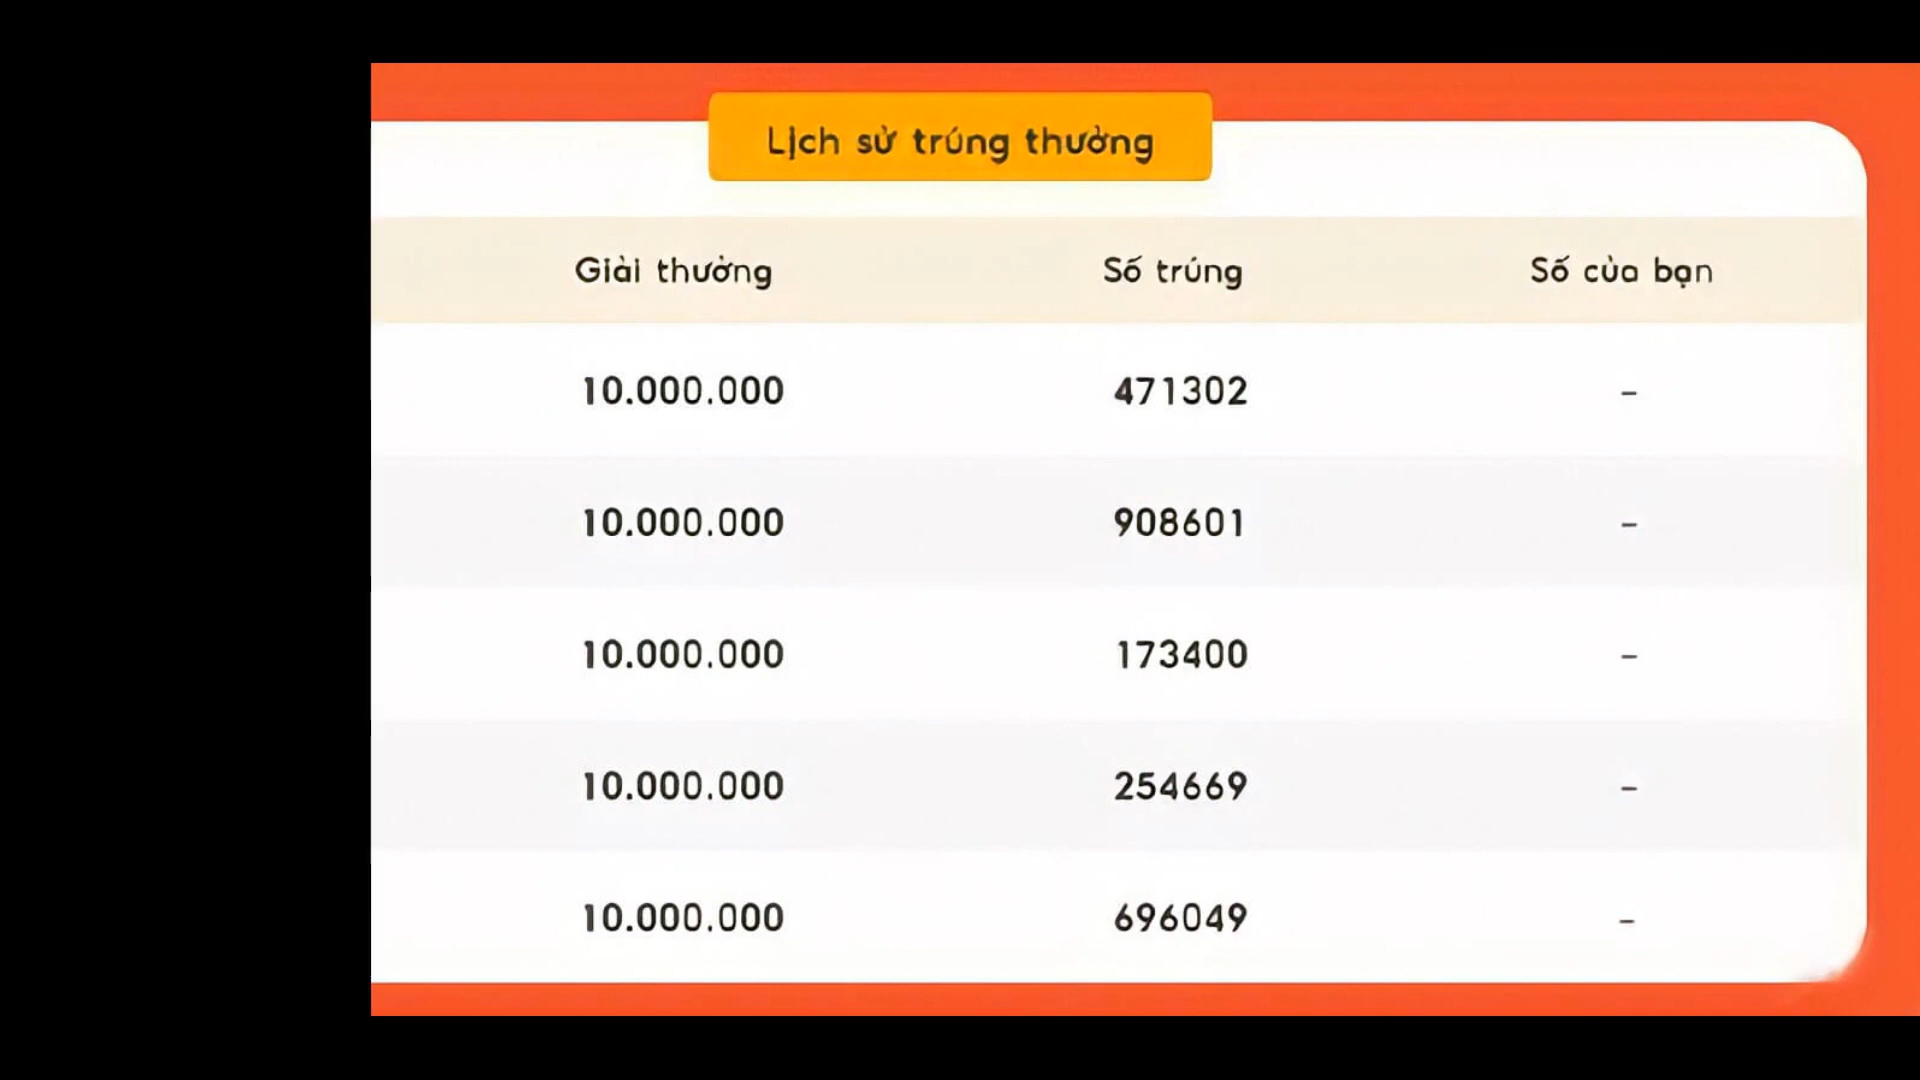 Lịch sử trúng thưởng
Giải thưởng Số trúng Số của bạn
10.000.000 471302 –
10.000.000 908601 –
10.000.000 173400 –
10.000.000 254669 –
10.000.000 696049 –